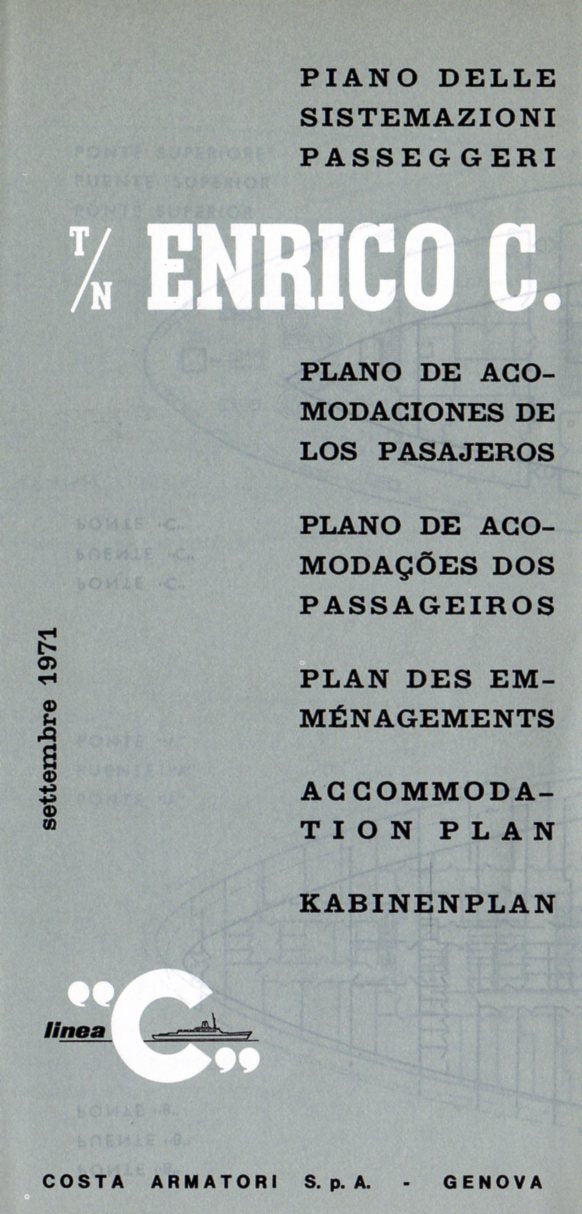 PIANO DELLE
SISTEMAZIONI
PASSEGGERI
T/N ENRICO C.
PLANO DE ACO-
MODACIONES DE
LOS PASAJEROS
PLANO DE ACO-
MODAÇÕES DOS
PASSAGEIROS
PLAN DES EM-
MÉNAGEMENTS
ACCOMMODA-
TION PLAN
KABINENPLAN
settembre 1971
linea "C"
COSTA ARMATORI S. p. A. - GENOVA